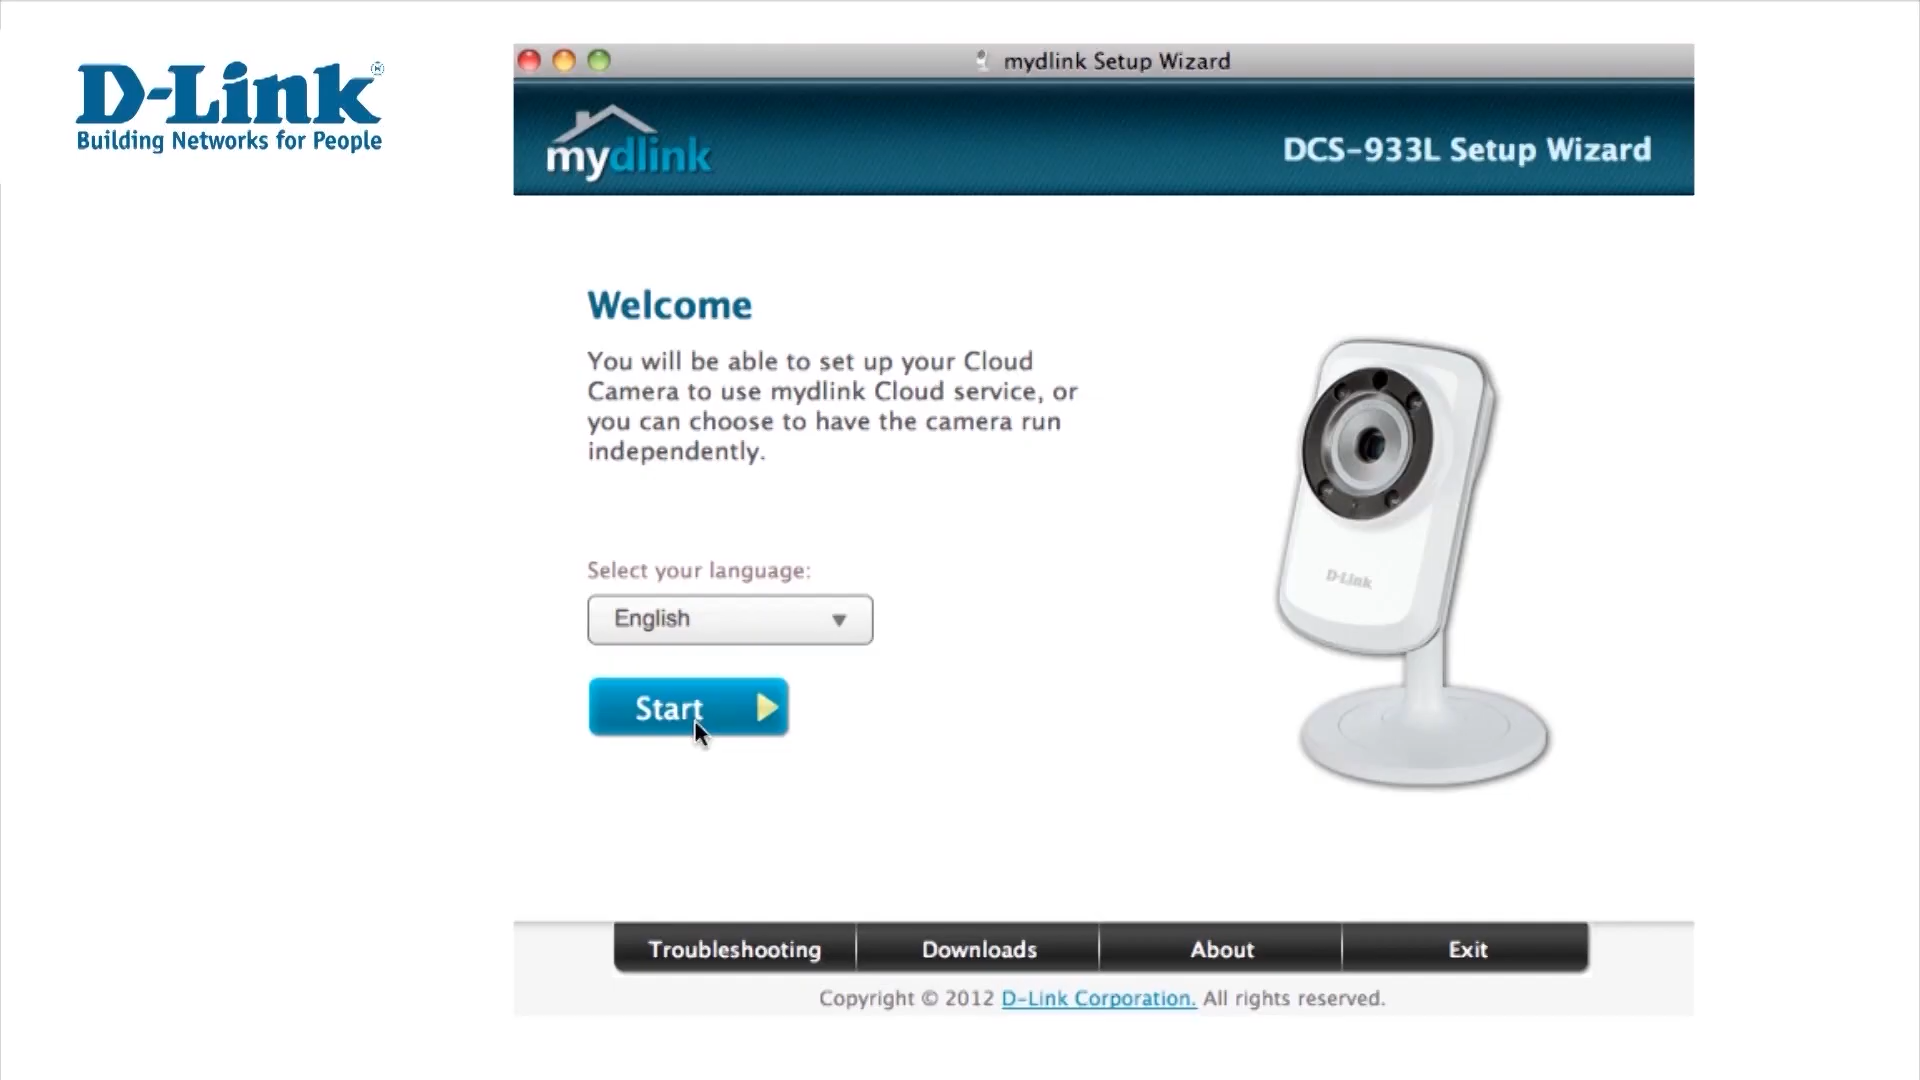 D-Link®
Building Networks for People
mydlink Setup Wizard
mydlink
DCS-933L Setup Wizard
Welcome
You will be able to set up your Cloud
Camera to use mydlink Cloud service, or
you can choose to have the camera run
independently.
Select your language:
English
Start
D-Link
Troubleshooting
Downloads
About
Exit
Copyright © 2012 D-Link Corporation. All rights reserved.